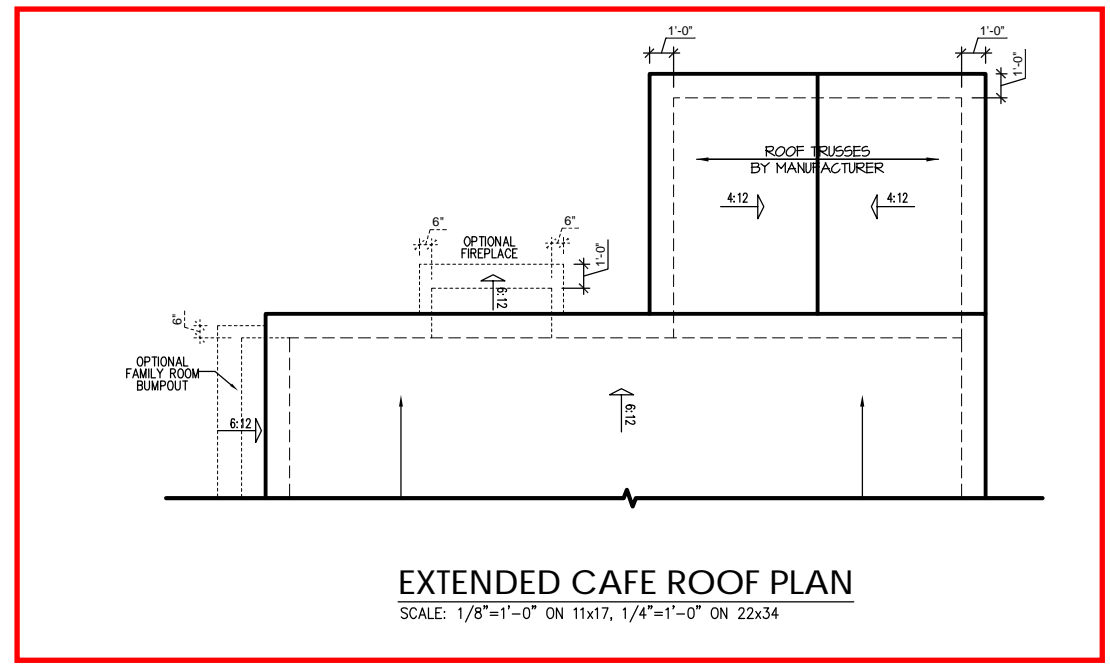 1'-0"
1'-0"
1'-0"
ROOF TRUSSES
BY MANUFACTURER
4:12
4:12
6"
6"
OPTIONAL
FIREPLACE
1'-0"
6:12
6"
OPTIONAL
FAMILY ROOM
BUMPOUT
6:12
6:12
EXTENDED CAFE ROOF PLAN
SCALE: 1/8"=1'-0" ON 11x17, 1/4"=1'-0" ON 22x34